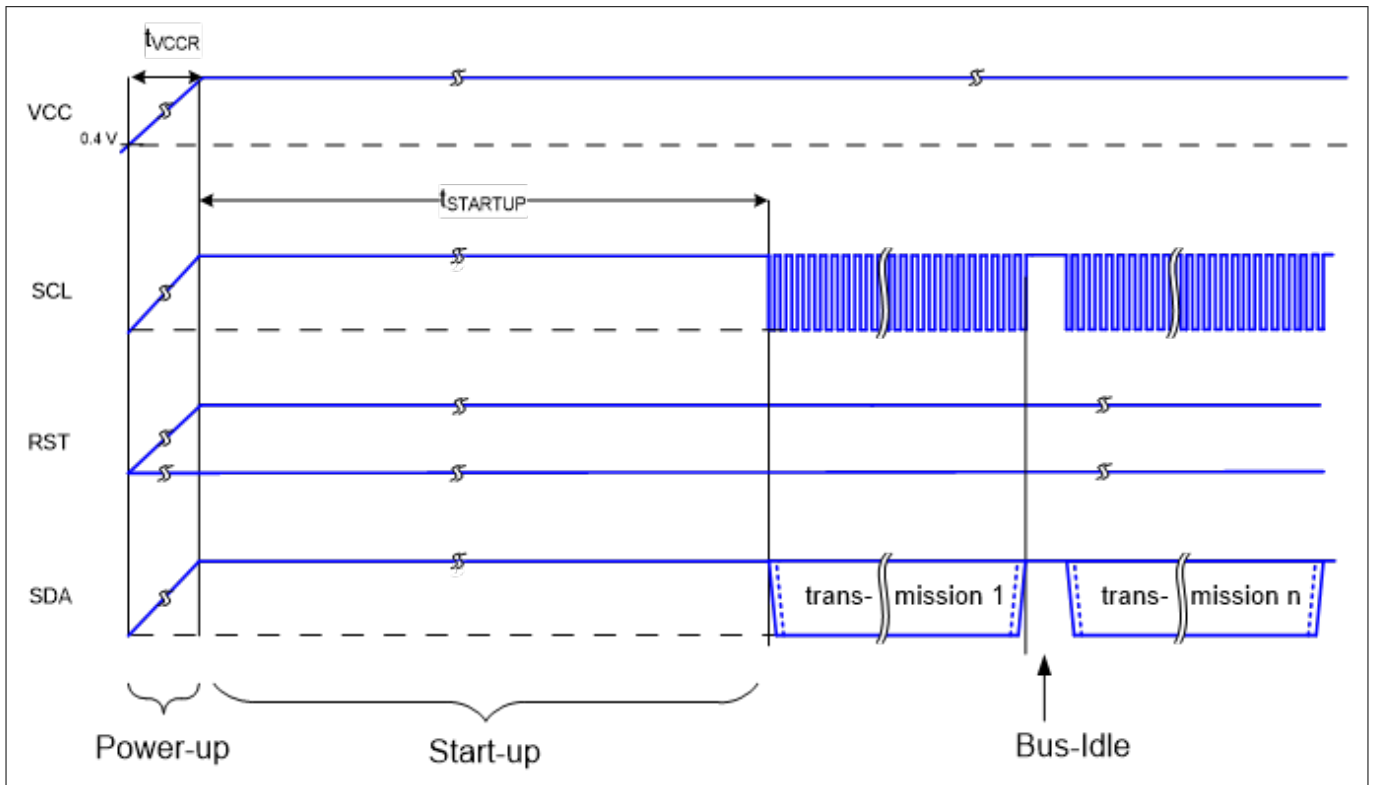 tVCCR
VCC
0.4 V
tSTARTUP
SCL
RST
SDA
trans- mission 1
trans- mission n
Power-up
Start-up
Bus-Idle